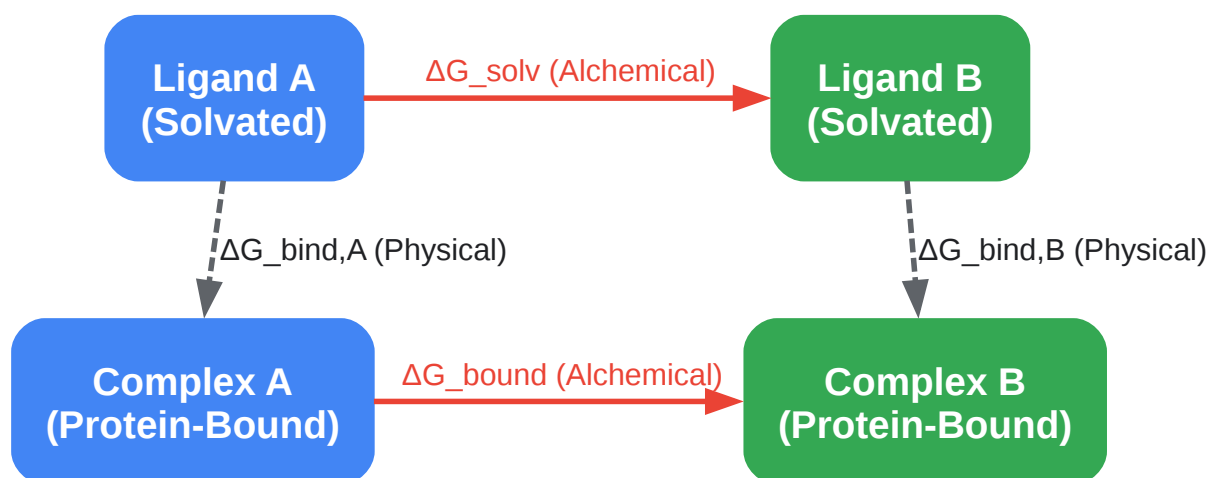 Ligand A
(Solvated)
ΔG_solv (Alchemical)
Ligand B
(Solvated)
ΔG_bind,A (Physical)
ΔG_bind,B (Physical)
Complex A
(Protein-Bound)
ΔG_bound (Alchemical)
Complex B
(Protein-Bound)